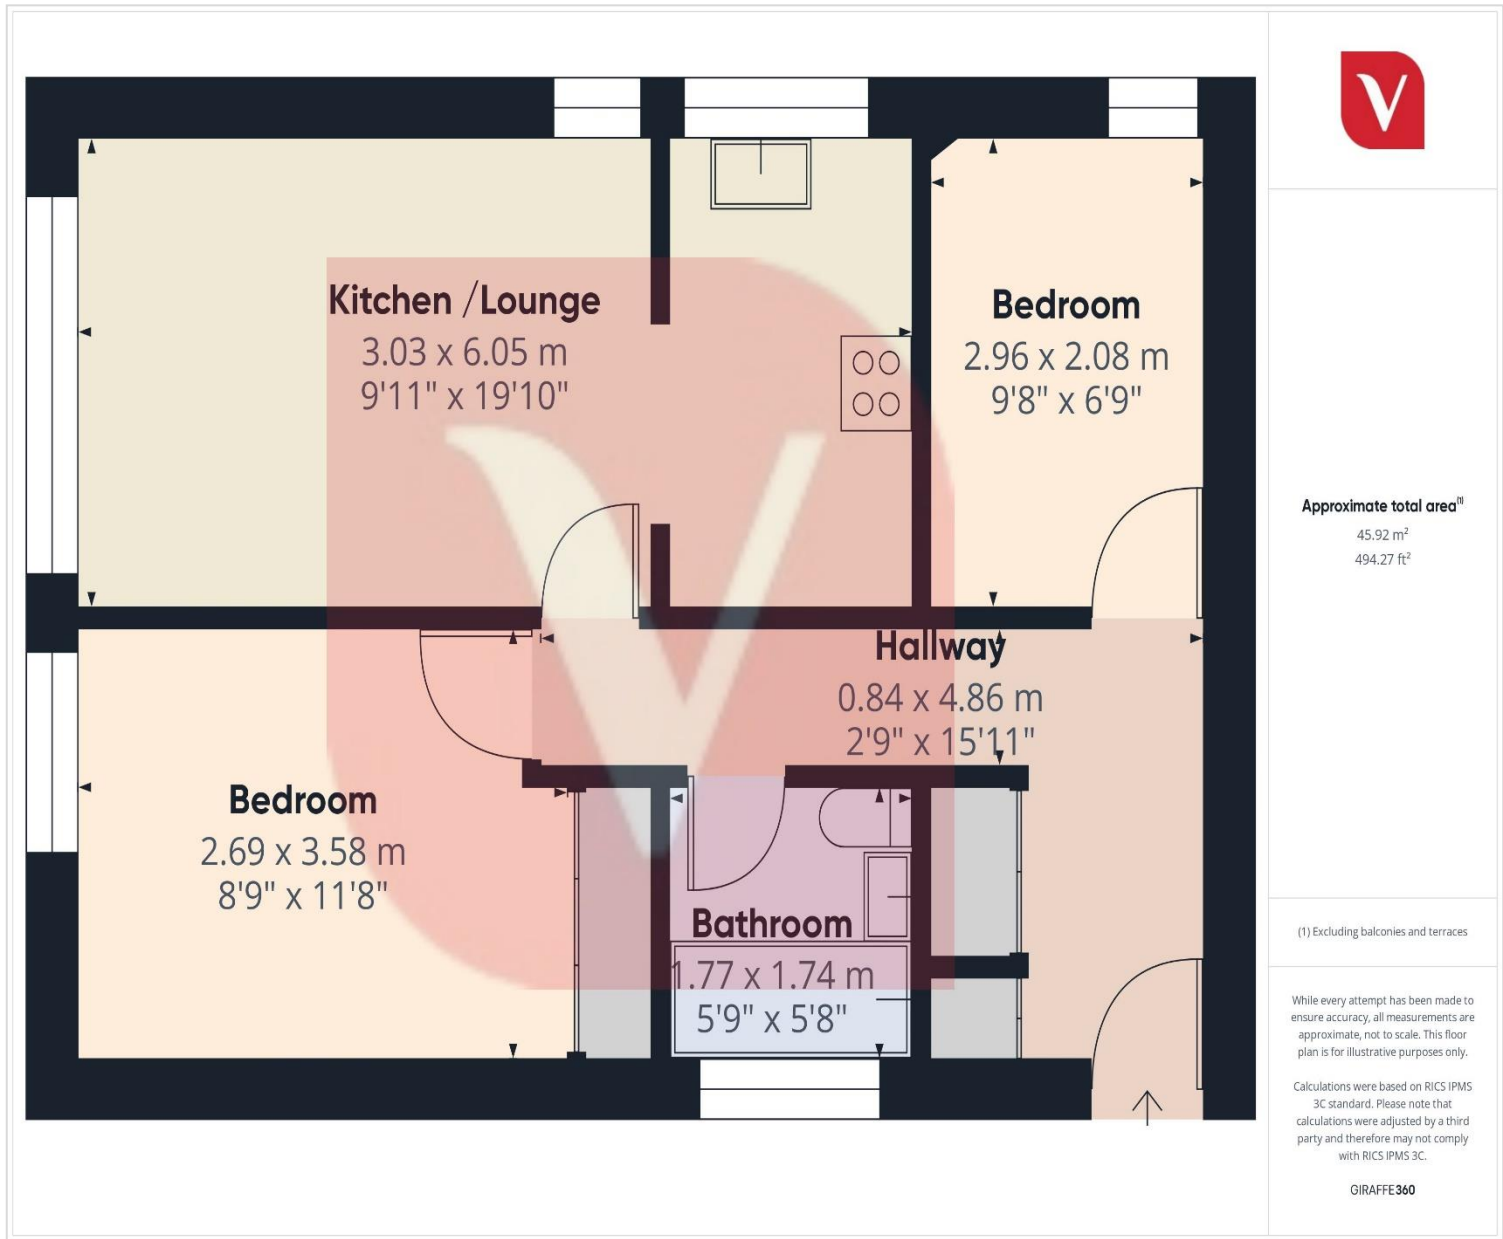 V
Kitchen / Lounge
3.03 x 6.05 m
9'11" x 19'10"
Bedroom
2.96 x 2.08 m
9'8" x 6'9"
Hallway
0.84 x 4.86 m
2'9" x 15'11"
Bedroom
2.69 x 3.58 m
8'9" x 11'8"
Bathroom
1.77 x 1.74 m
5'9" x 5'8"
Approximate total area(1)
45.92 m²
494.27 ft²
(1) Excluding balconies and terraces
While every attempt has been made to
ensure accuracy, all measurements are
approximate, not to scale. This floor
plan is for illustrative purposes only.
Calculations were based on RICS IPMS
3C standard. Please note that
calculations were adjusted by a third
party and therefore may not comply
with RICS IPMS 3C.
GIRAFFE360